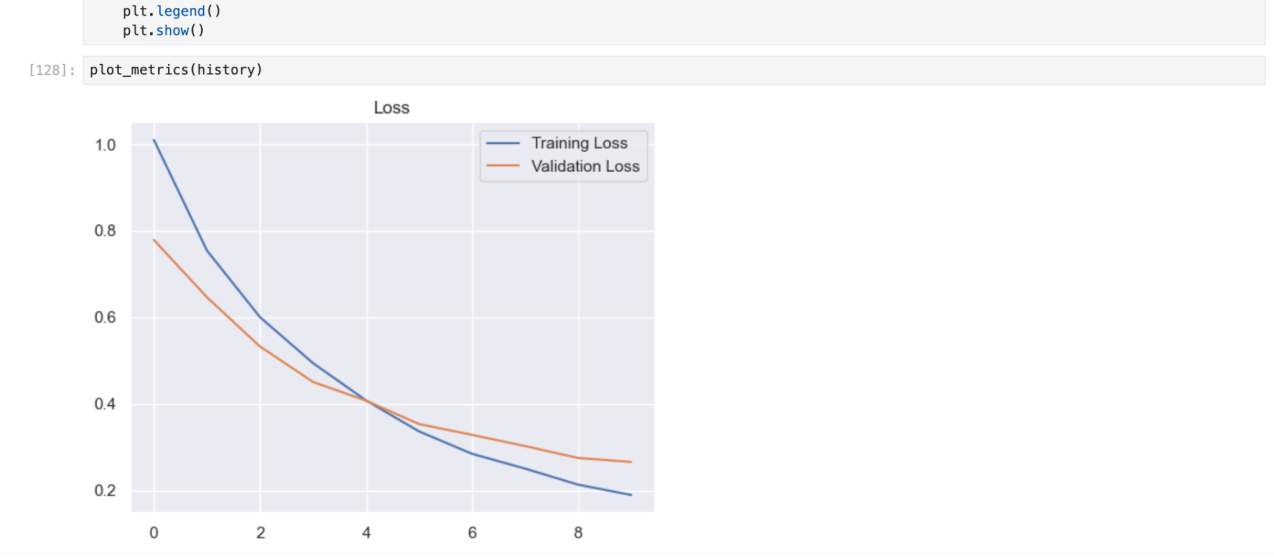 plt.legend()
plt.show()
[128]: plot_metrics(history)
Loss
Training Loss
Validation Loss
1.0
0.8
0.6
0.4
0.2
0 2 4 6 8